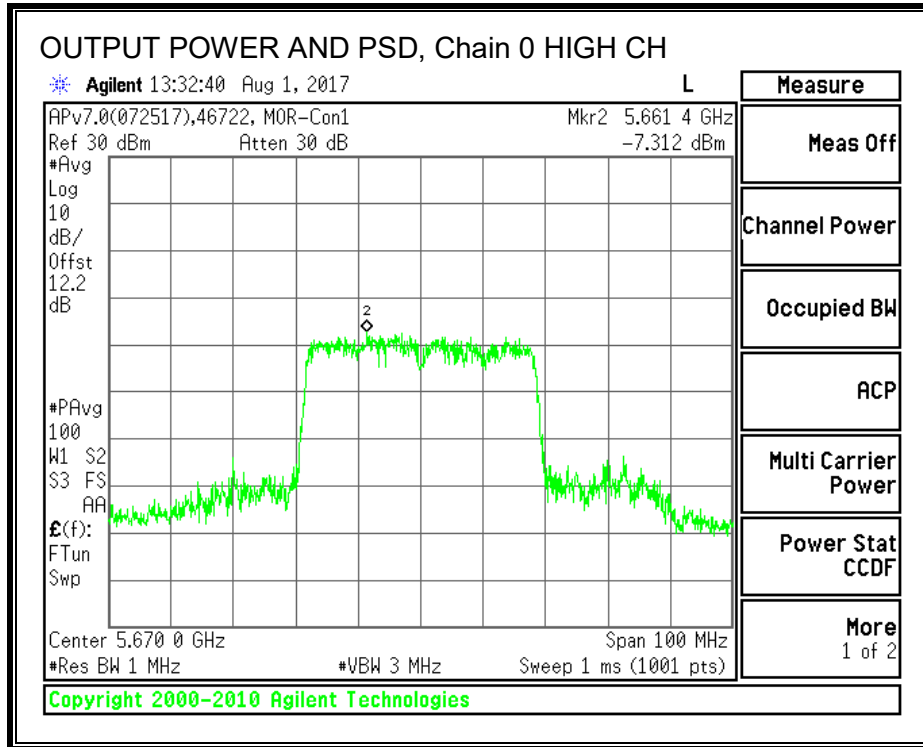 OUTPUT POWER AND PSD, Chain 0 HIGH CH
Agilent 13:32:40 Aug 1, 2017 L
APv7.0(072517),46722, MOR-Con1 Mkr2 5.661 4 GHz
Ref 30 dBm Atten 30 dB -7.312 dBm
#Avg
Log
10
dB/
Offst
12.2
dB
2
#PAvg
100
W1 S2
S3 FS
AA
£(f):
FTun
Swp
Center 5.670 0 GHz Span 100 MHz
#Res BW 1 MHz #VBW 3 MHz Sweep 1 ms (1001 pts)
Copyright 2000-2010 Agilent Technologies
Measure
Meas Off
Channel Power
Occupied BW
ACP
Multi Carrier
Power
Power Stat
CCDF
More
1 of 2